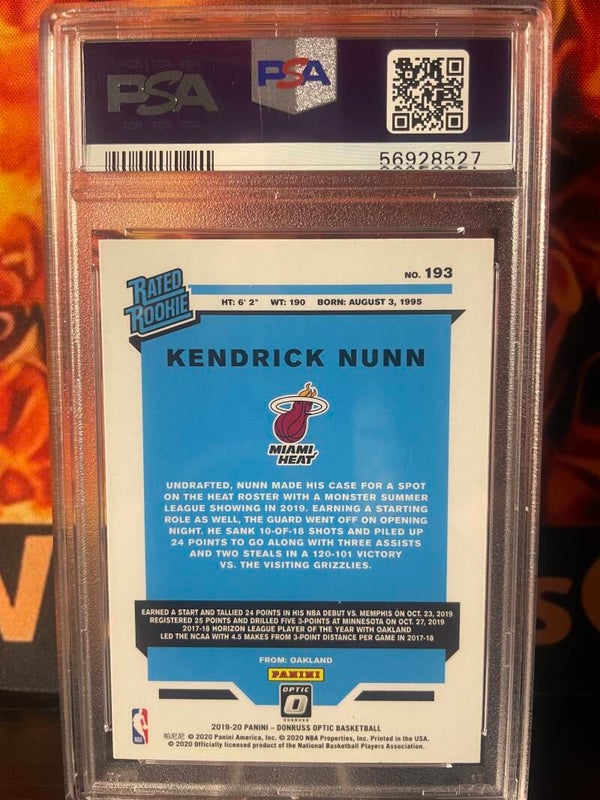 PSA
PSA
56928527
NO. 193
RATED
ROOKIE
HT: 6' 2" WT: 190 BORN: AUGUST 3, 1995
KENDRICK NUNN
MIAMI
HEAT
UNDRAFTED, NUNN MADE HIS CASE FOR A SPOT
ON THE HEAT ROSTER WITH A MONSTER SUMMER
LEAGUE SHOWING IN 2019. EARNING A STARTING
ROLE AS WELL, THE GUARD WENT OFF ON OPENING
NIGHT. HE SANK 10-OF-18 SHOTS AND PILED UP
24 POINTS TO GO ALONG WITH THREE ASSISTS
AND TWO STEALS IN A 120-101 VICTORY
VS. THE VISITING GRIZZLIES.
EARNED A START AND TALLIED 24 POINTS IN HIS NBA DEBUT VS. MEMPHIS ON OCT. 23, 2019
REGISTERED 25 POINTS AND DRILLED FIVE 3-POINTS AT MINNESOTA ON OCT. 27, 2019
2017-18 HORIZON LEAGUE PLAYER OF THE YEAR WITH OAKLAND
LED THE NCAA WITH 4.5 MAKES FROM 3-POINT DISTANCE PER GAME IN 2017-18
FROM: OAKLAND
PANINI
OPTIC
DONRUSS
2019-20 PANINI – DONRUSS OPTIC BASKETBALL
帕尼尼 © 2020 Panini America, Inc. © 2020 NBA Properties, Inc. Printed in the USA.
© 2020 Officially licensed product of the National Basketball Players Association.
NBA